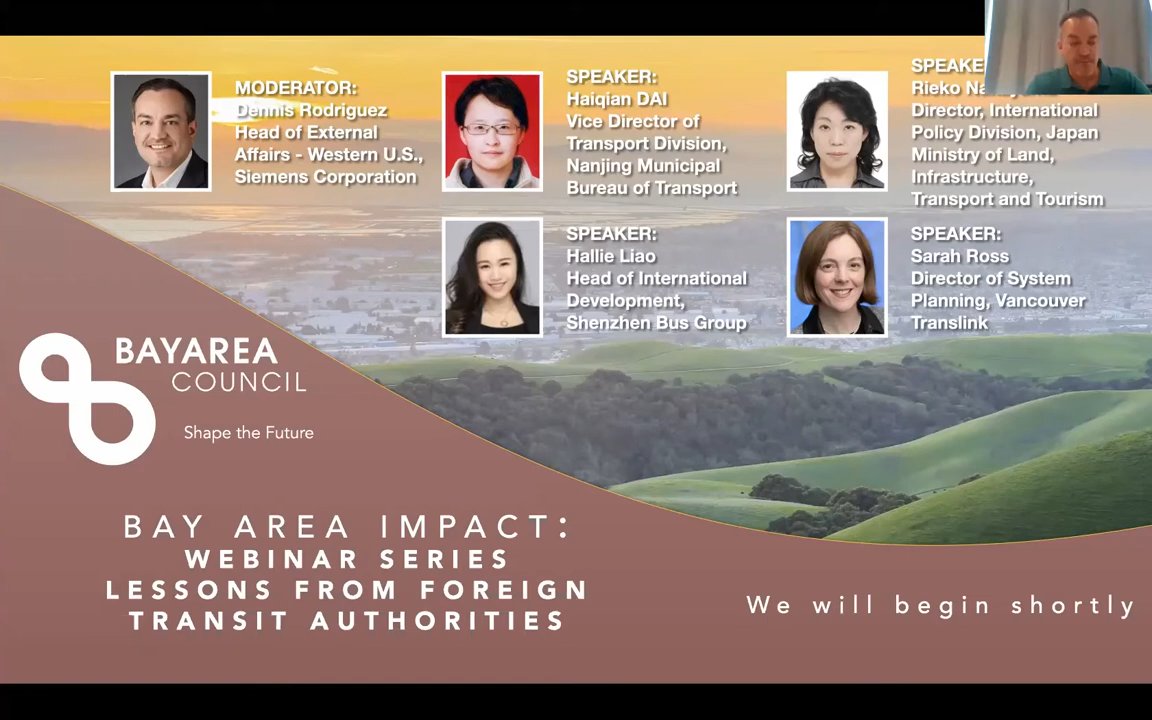 MODERATOR:
Dennis Rodriguez
Head of External
Affairs - Western U.S.,
Siemens Corporation
SPEAKER:
Haiqian DAI
Vice Director of
Transport Division,
Nanjing Municipal
Bureau of Transport
Rieko
Director, International
Policy Division, Japan
Ministry of Land,
Infrastructure,
Transport and Tourism
SPEAKER:
Hallie Liao
Head of International
Development,
Shenzhen Bus Group
SPEAKER:
Sarah Ross
Director of System
Planning, Vancouver
Translink
BAYAREA
COUNCIL
Shape the Future
BAY AREA IMPACT:
WEBINAR SERIES
LESSONS FROM FOREIGN
TRANSIT AUTHORITIES
We will begin shortly